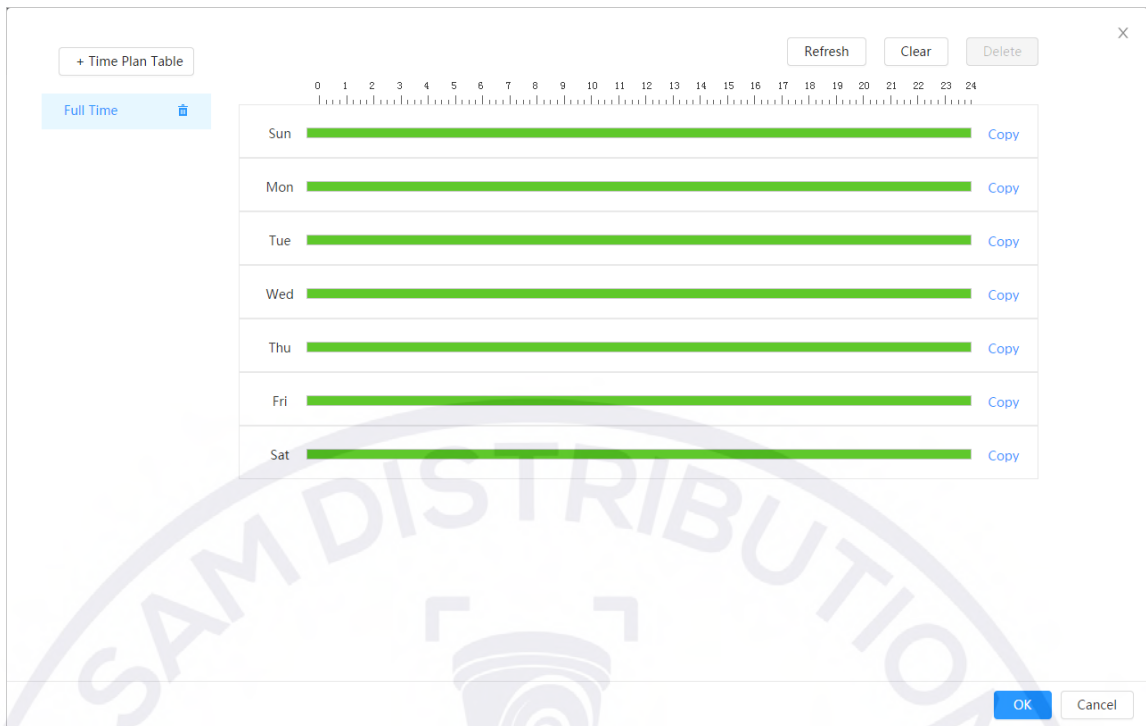 Refresh Clear Delete
+ Time Plan Table
0 1 2 3 4 5 6 7 8 9 10 11 12 13 14 15 16 17 18 19 20 21 22 23 24
Full Time
Sun Copy
Mon Copy
Tue Copy
Wed Copy
Thu Copy
Fri Copy
Sat Copy
SAM DISTRIBUTION
OK Cancel